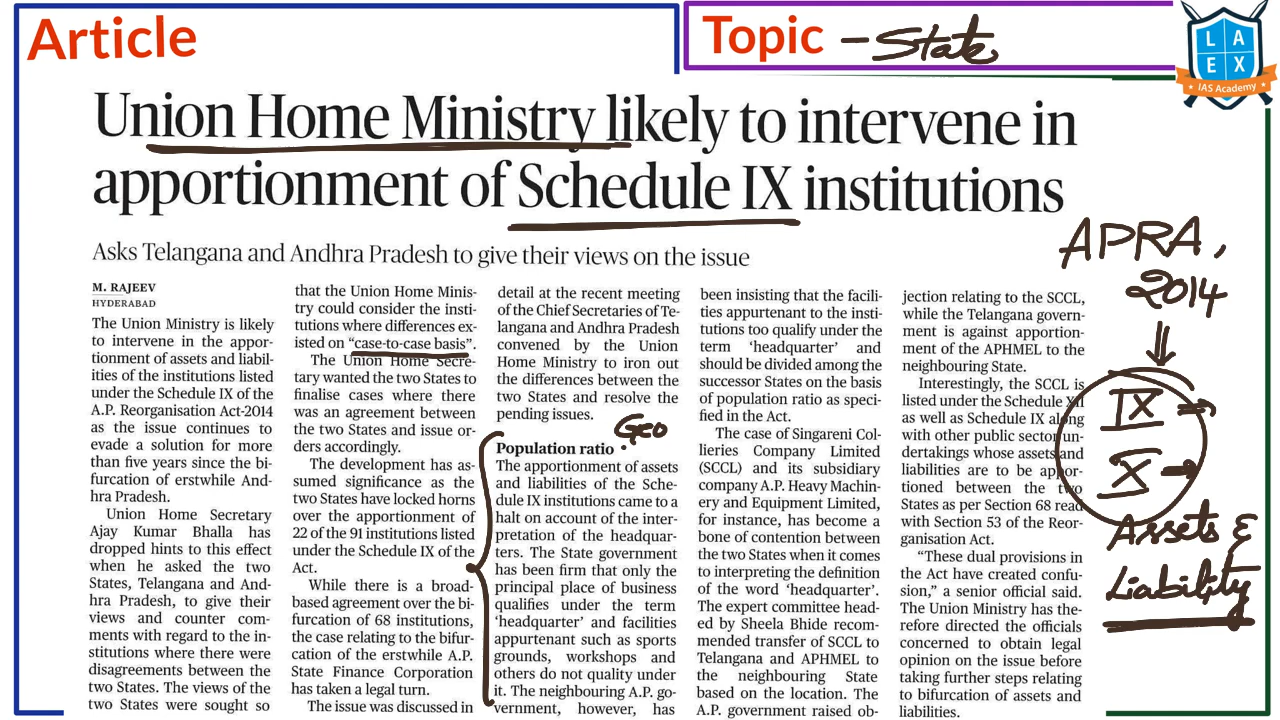 Article
Topic - State
L A
E X
IAS Academy
Union Home Ministry likely to intervene in
apportionment of Schedule IX institutions
Asks Telangana and Andhra Pradesh to give their views on the issue
M. RAJEEV
HYDERABAD
The Union Ministry is likely
to intervene in the appor-
tionment of assets and liabil-
ities of the institutions listed
under the Schedule IX of the
A.P. Reorganisation Act-2014
as the issue continues to
evade a solution for more
than five years since the bi-
furcation of erstwhile And-
hra Pradesh.
Union Home Secretary
Ajay Kumar Bhalla has
dropped hints to this effect
when he asked the two
States, Telangana and And-
hra Pradesh, to give their
views and counter com-
ments with regard to the in-
stitutions where there were
disagreements between the
two States. The views of the
two States were sought so
that the Union Home Minis-
try could consider the insti-
tutions where differences ex-
isted on “case-to-case basis”.
The Union Home Secre-
tary wanted the two States to
finalise cases where there
was an agreement between
the two States and issue or-
ders accordingly.
The development has as-
sumed significance as the
two States have locked horns
over the apportionment of
22 of the 91 institutions listed
under the Schedule IX of the
Act.
While there is a broad-
based agreement over the bi-
furcation of 68 institutions,
the case relating to the bifur-
cation of the erstwhile A.P.
State Finance Corporation
has taken a legal turn.
The issue was discussed in
detail at the recent meeting
of the Chief Secretaries of Te-
langana and Andhra Pradesh
convened by the Union
Home Ministry to iron out
the differences between the
two States and resolve the
pending issues.
Geo
Population ratio
The apportionment of assets
and liabilities of the Sche-
dule IX institutions came to a
halt on account of the inter-
pretation of the headquar-
ters. The State government
has been firm that only the
principal place of business
qualifies under the term
‘headquarter’ and facilities
appurtenant such as sports
grounds, workshops and
others do not quality under
it. The neighbouring A.P. go-
vernment, however, has
been insisting that the facili-
ties appurtenant to the insti-
tutions too qualify under the
term ‘headquarter’ and
should be divided among the
successor States on the basis
of population ratio as speci-
fied in the Act.
The case of Singareni Col-
lieries Company Limited
(SCCL) and its subsidiary
company A.P. Heavy Machin-
ery and Equipment Limited,
for instance, has become a
bone of contention between
the two States when it comes
to interpreting the definition
of the word ‘headquarter’.
The expert committee head-
ed by Sheela Bhide recom-
mended transfer of SCCL to
Telangana and APHMEL to
the neighbouring State
based on the location. The
A.P. government raised ob-
jection relating to the SCCL,
while the Telangana govern-
ment is against apportion-
ment of the APHMEL to the
neighbouring State.
Interestingly, the SCCL is
listed under the Schedule XII
as well as Schedule IX along
with other public sector un-
dertakings whose assets and
liabilities are to be appor-
tioned between the two
States as per Section 68 read
with Section 53 of the Reor-
ganisation Act.
“These dual provisions in
the Act have created confu-
sion,” a senior official said.
The Union Ministry has the-
refore directed the officials
concerned to obtain legal
opinion on the issue before
taking further steps relating
to bifurcation of assets and
liabilities.
APRA,
2014
IX
X
Assets &
Liability